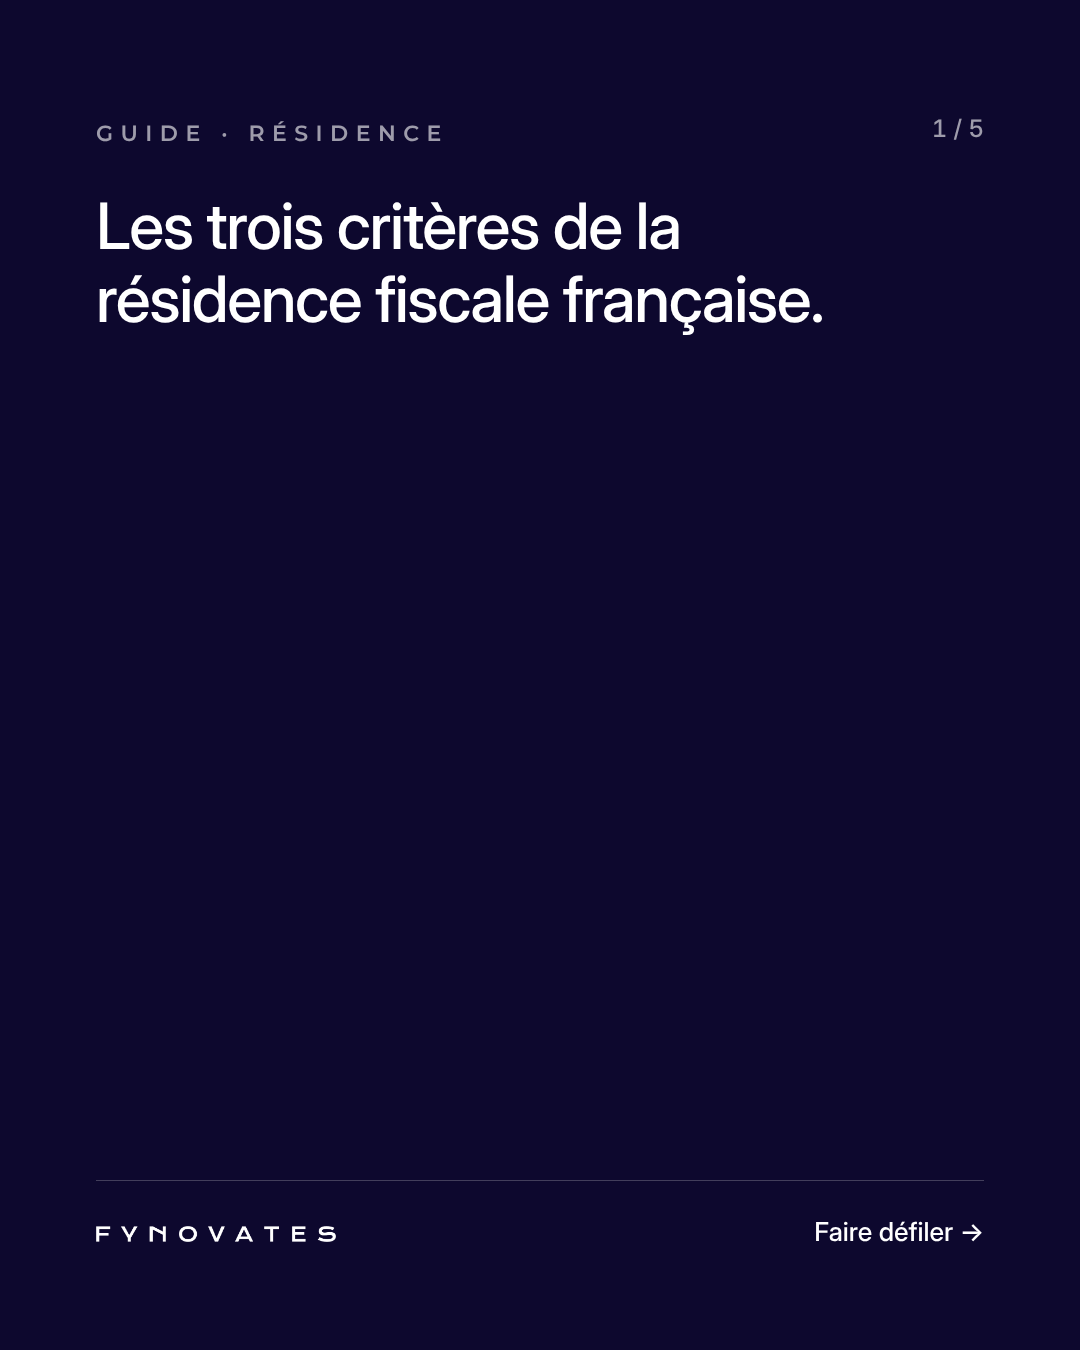 GUIDE · RÉSIDENCE
1 / 5
Les trois critères de la
résidence fiscale française.
FYNOVATES
Faire défiler →